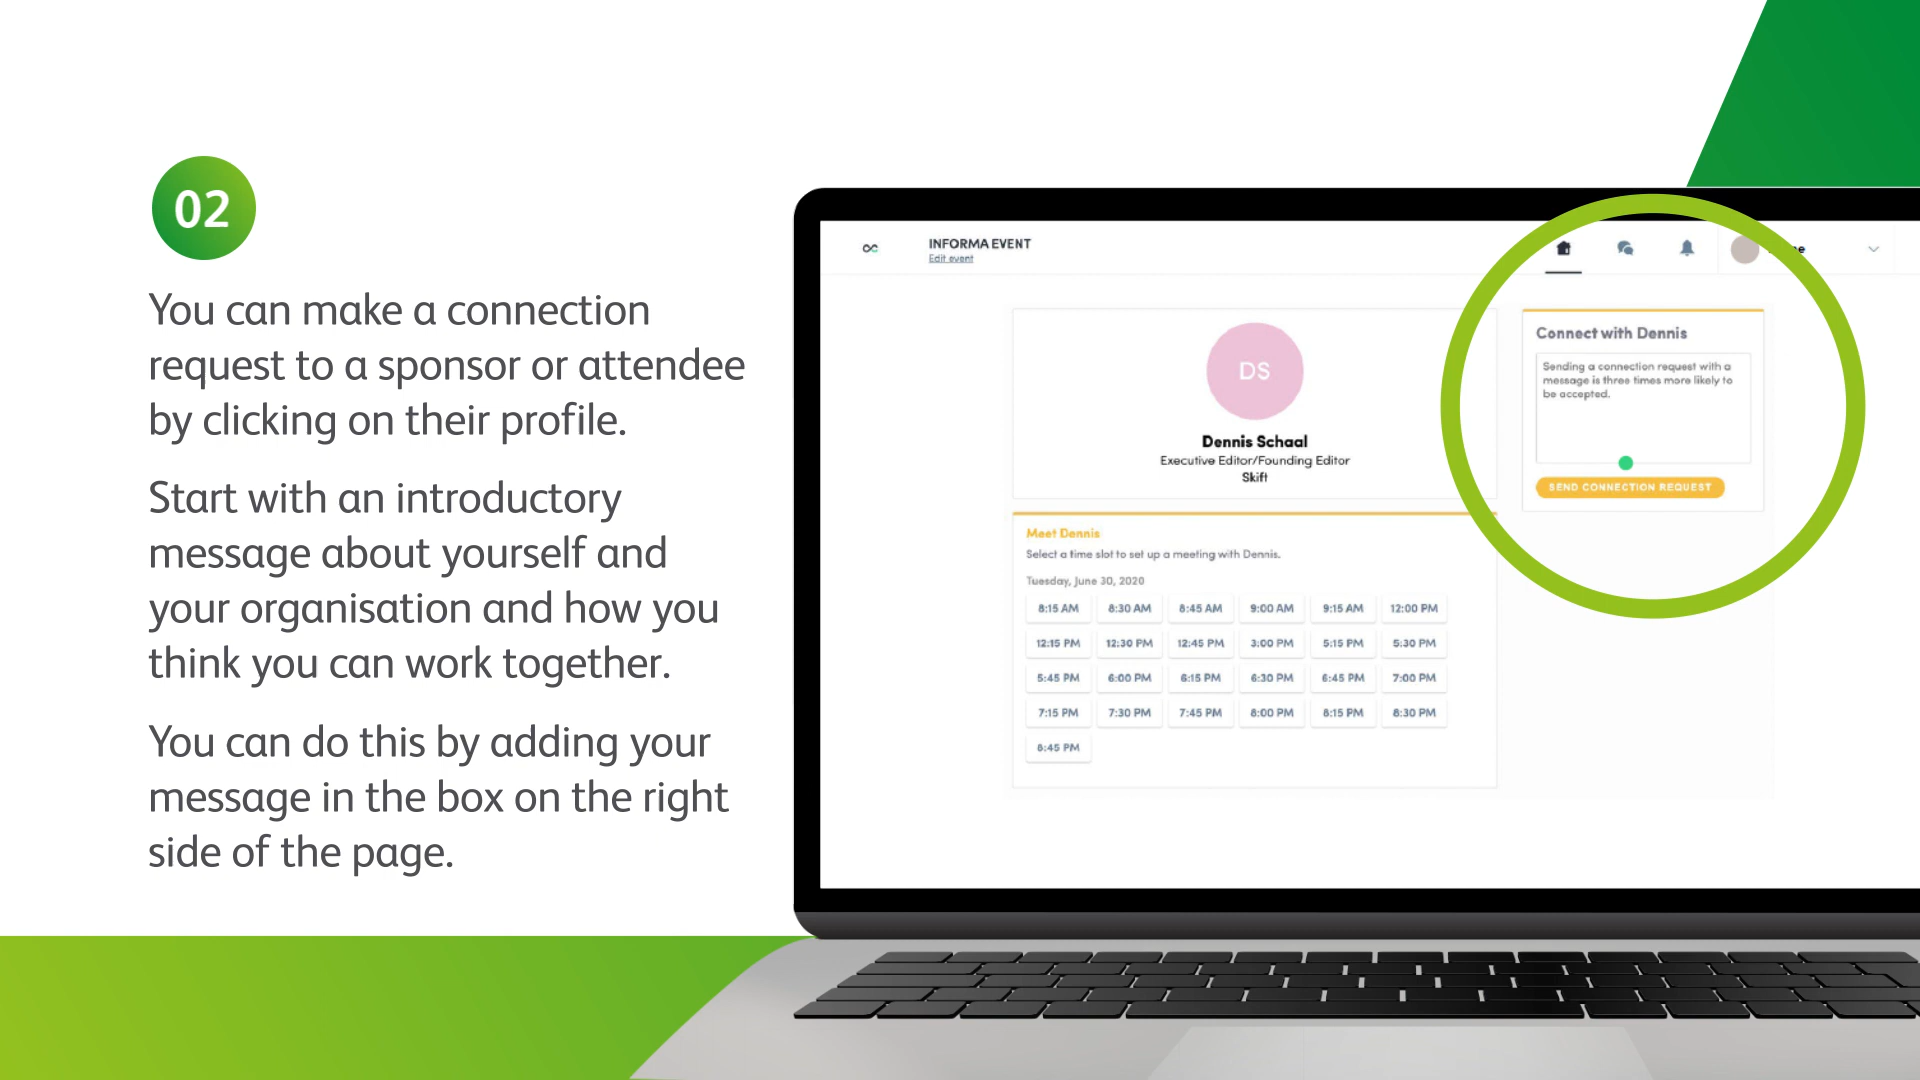 02
You can make a connection
request to a sponsor or attendee
by clicking on their profile.
Start with an introductory
message about yourself and
your organisation and how you
think you can work together.
You can do this by adding your
message in the box on the right
side of the page.
INFORMA EVENT
Edit event
DS
Dennis Schaal
Executive Editor/Founding Editor
Skift
Connect with Dennis
Sending a connection request with a
message is three times more likely to
be accepted.
SEND CONNECTION REQUEST
Meet Dennis
Select a time slot to set up a meeting with Dennis.
Tuesday, June 30, 2020
8:15 AM 8:30 AM 8:45 AM 9:00 AM 9:15 AM 12:00 PM
12:15 PM 12:30 PM 12:45 PM 3:00 PM 5:15 PM 5:30 PM
5:45 PM 6:00 PM 6:15 PM 6:30 PM 6:45 PM 7:00 PM
7:15 PM 7:30 PM 7:45 PM 8:00 PM 8:15 PM 8:30 PM
8:45 PM